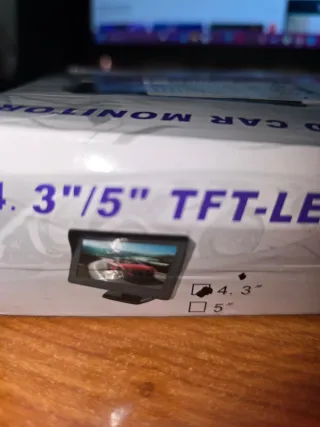 D CAR MONITOR
4. 3"/5" TFT-LE
4. 3"
5"